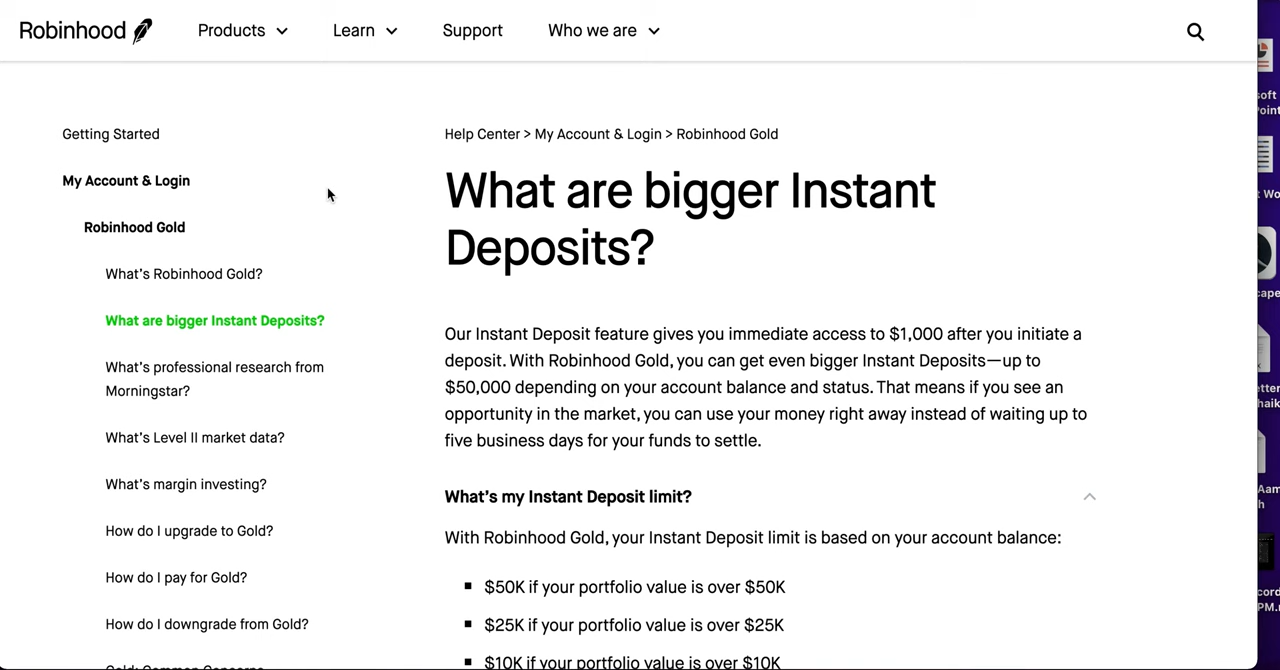 Robinhood
Products
Learn
Support
Who we are
Getting Started
My Account & Login
Robinhood Gold
What's Robinhood Gold?
What are bigger Instant Deposits?
What's professional research from
Morningstar?
What's Level II market data?
What's margin investing?
How do I upgrade to Gold?
How do I pay for Gold?
How do I downgrade from Gold?
Gold: Common Concerns
Help Center > My Account & Login > Robinhood Gold
What are bigger Instant
Deposits?
Our Instant Deposit feature gives you immediate access to $1,000 after you initiate a
deposit. With Robinhood Gold, you can get even bigger Instant Deposits—up to
$50,000 depending on your account balance and status. That means if you see an
opportunity in the market, you can use your money right away instead of waiting up to
five business days for your funds to settle.
What's my Instant Deposit limit?
With Robinhood Gold, your Instant Deposit limit is based on your account balance:
▪ $50K if your portfolio value is over $50K
▪ $25K if your portfolio value is over $25K
▪ $10K if your portfolio value is over $10K